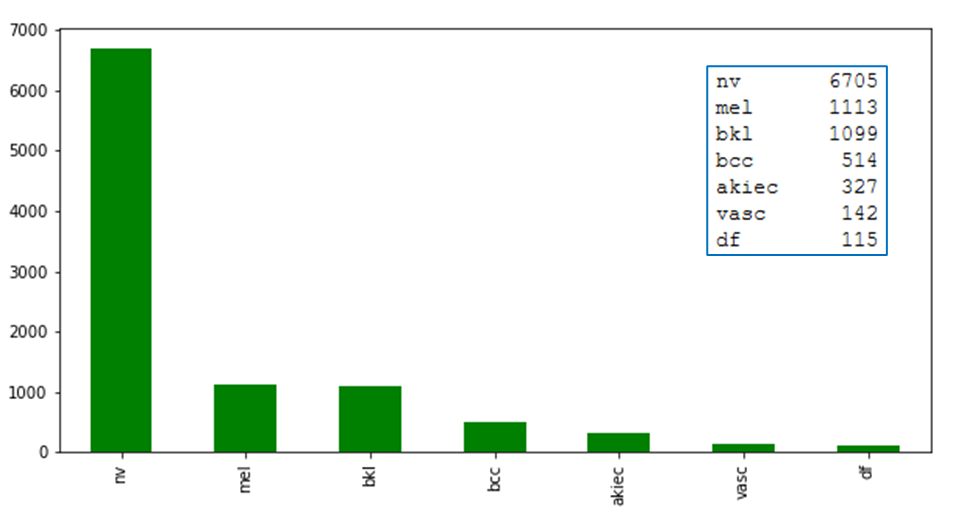 7000
6000
5000
4000
3000
2000
1000
0
nv 6705
mel 1113
bkl 1099
bcc 514
akiec 327
vasc 142
df 115
nv mel bkl bcc akiec vasc df